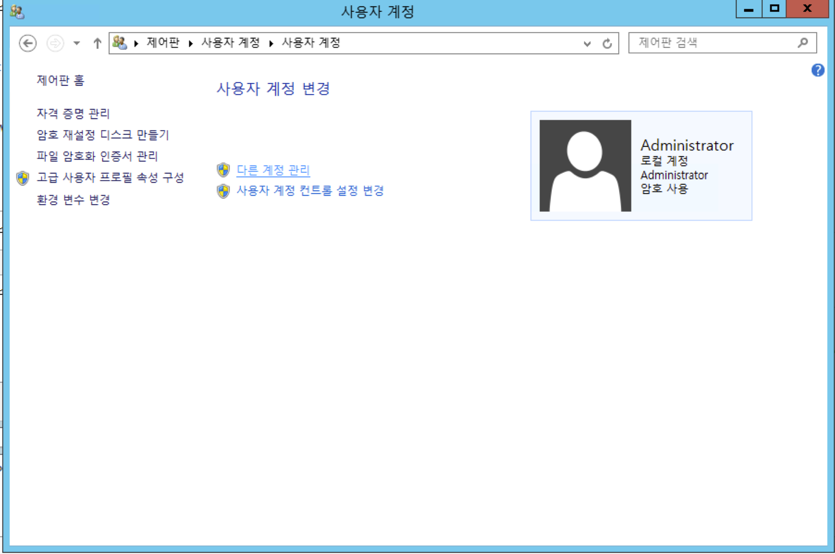 사용자 계정
제어판 ▸ 사용자 계정 ▸ 사용자 계정
제어판 검색
제어판 홈
자격 증명 관리
암호 재설정 디스크 만들기
파일 암호화 인증서 관리
고급 사용자 프로필 속성 구성
환경 변수 변경
사용자 계정 변경
다른 계정 관리
사용자 계정 컨트롤 설정 변경
Administrator
로컬 계정
Administrator
암호 사용